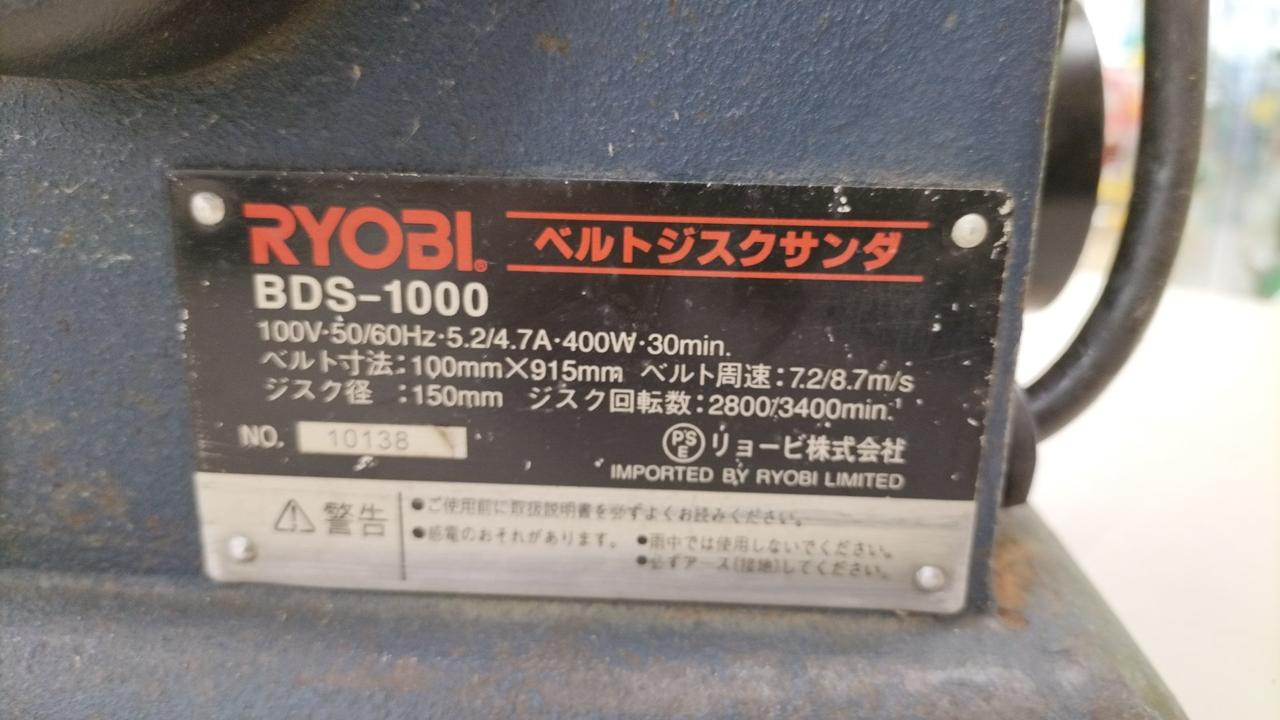 RYOBI® ベルトジスクサンダ
BDS-1000
100V·50/60Hz·5.2/4.7A·400W·30min.
ベルト寸法:100mm×915mm ベルト周速:7.2/8.7m/s
ジスク径 :150mm ジスク回転数:2800/3400min.⁻¹
NO. 10138
PSE リョービ株式会社
IMPORTED BY RYOBI LIMITED
警告
●ご使用前に取扱説明書を必ずよくお読みください。
●感電のおそれがあります。 ●雨中では使用しないでください。
●必ずアース(接地)してください。